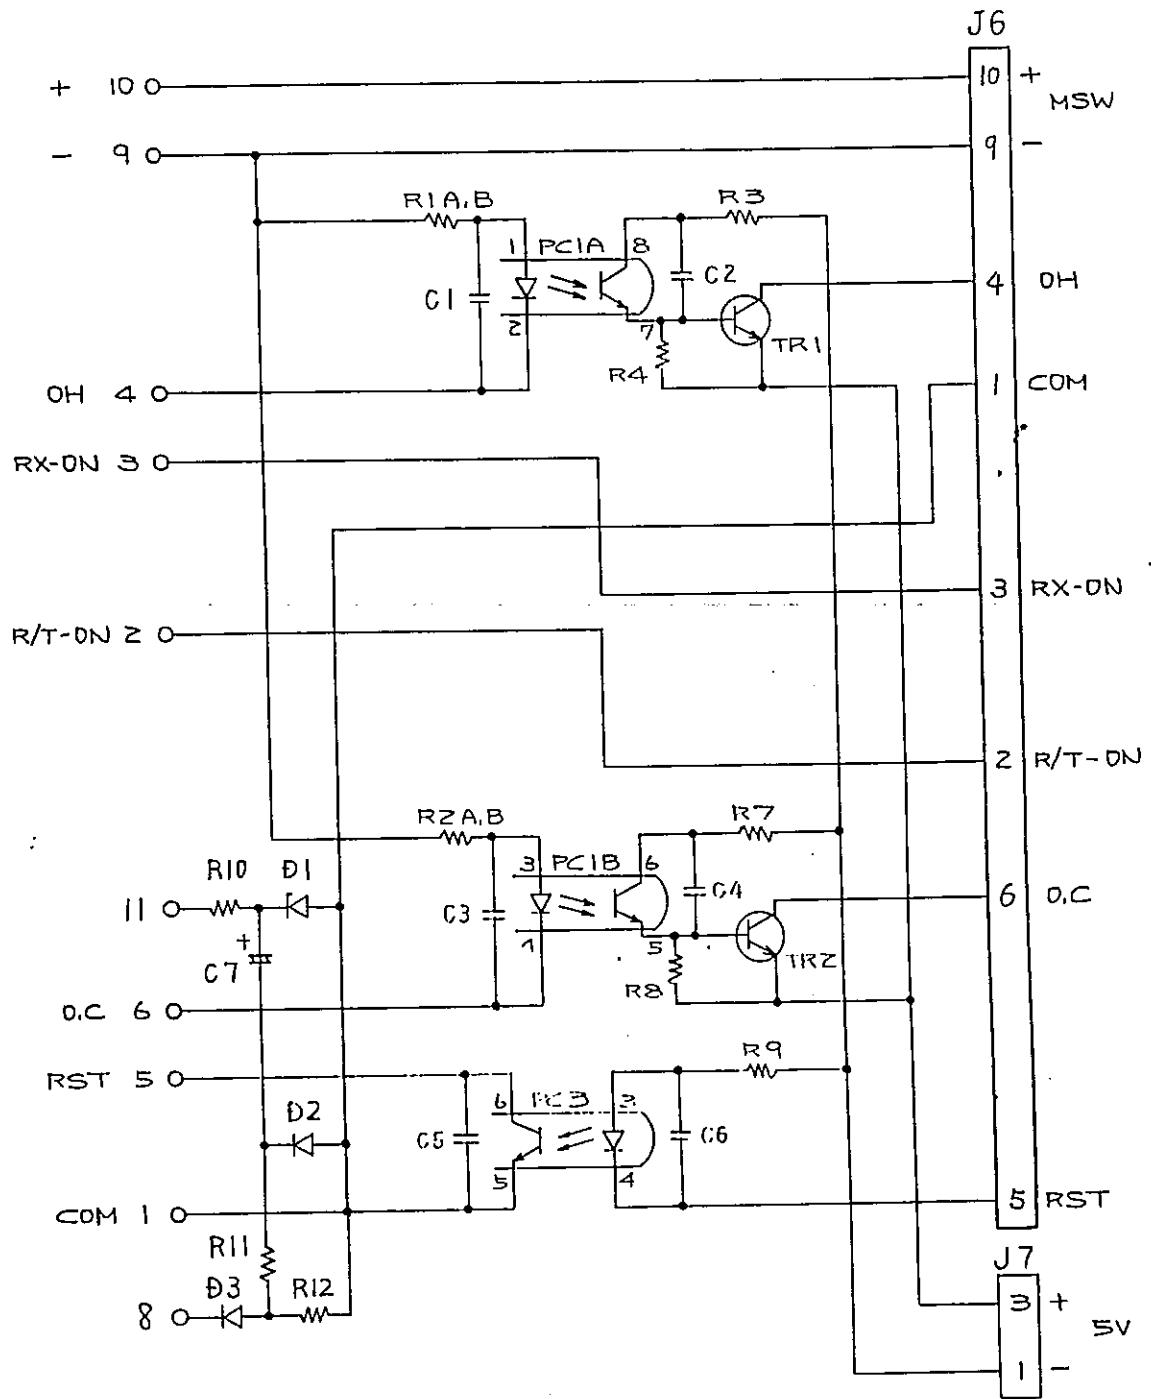 J6
+ 10 10 + MSW
- 9 9 -
R1A,B R3
1 PC1A 8
C1 C2
4 OH
2 7 TR1
R4
OH 4 1 COM
RX-ON 3
3 RX-ON
R/T-ON 2
2 R/T-ON
R2A,B R7
3 PC1B 6
R10 D1
11 C3 C4 6 O.C
+ 4 5
C7 TR2
R8
O.C 6
R9
RST 5
6 PC3 3
D2
C5 C6
5 4
COM 1 5 RST
R11 J7
D3 R12
8 3 +
5V
1 -